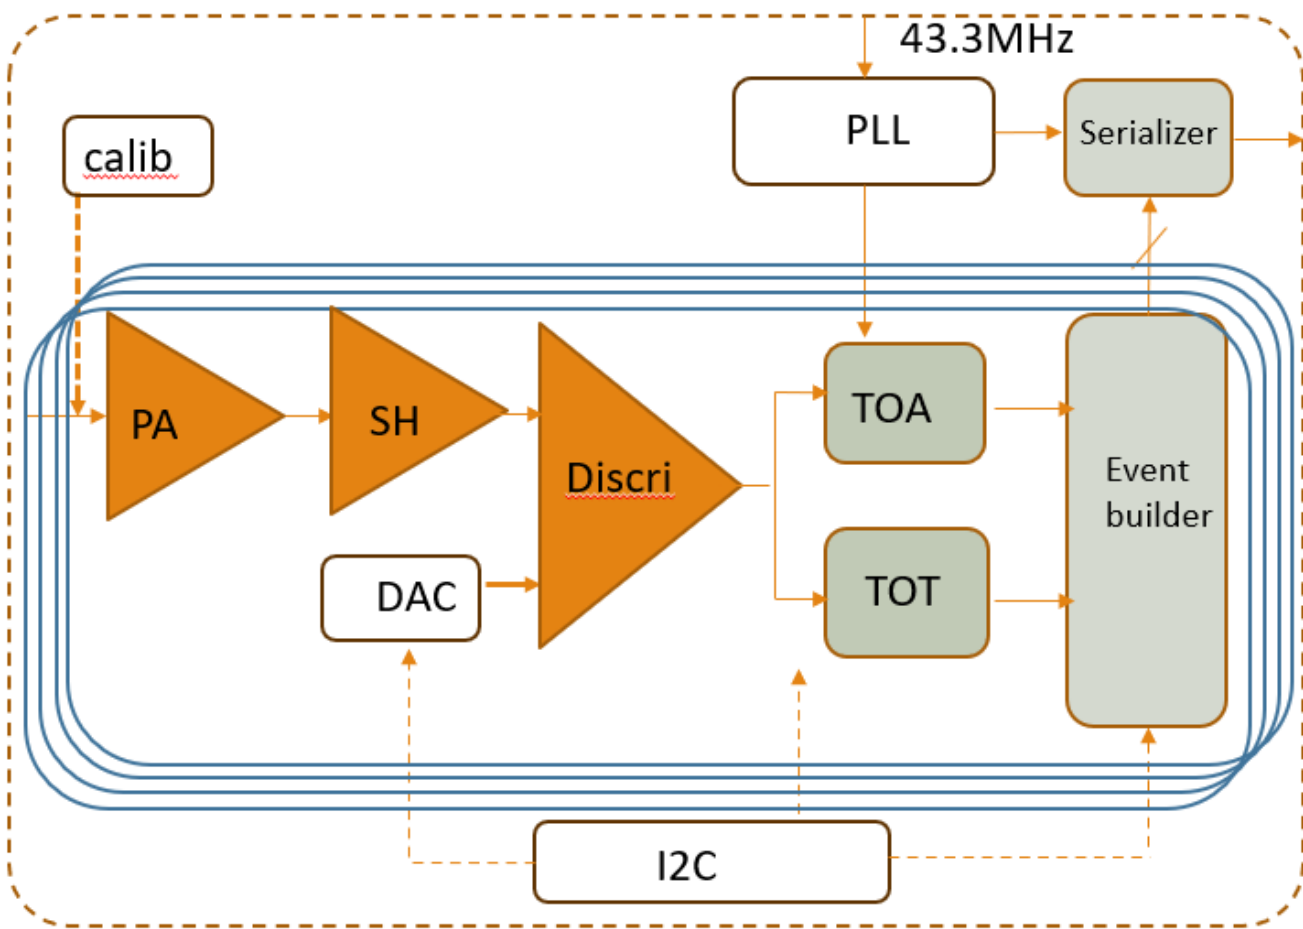 43.3MHz
calib
PLL
Serializer
PA
SH
Discri
TOA
Event
builder
DAC
TOT
I2C